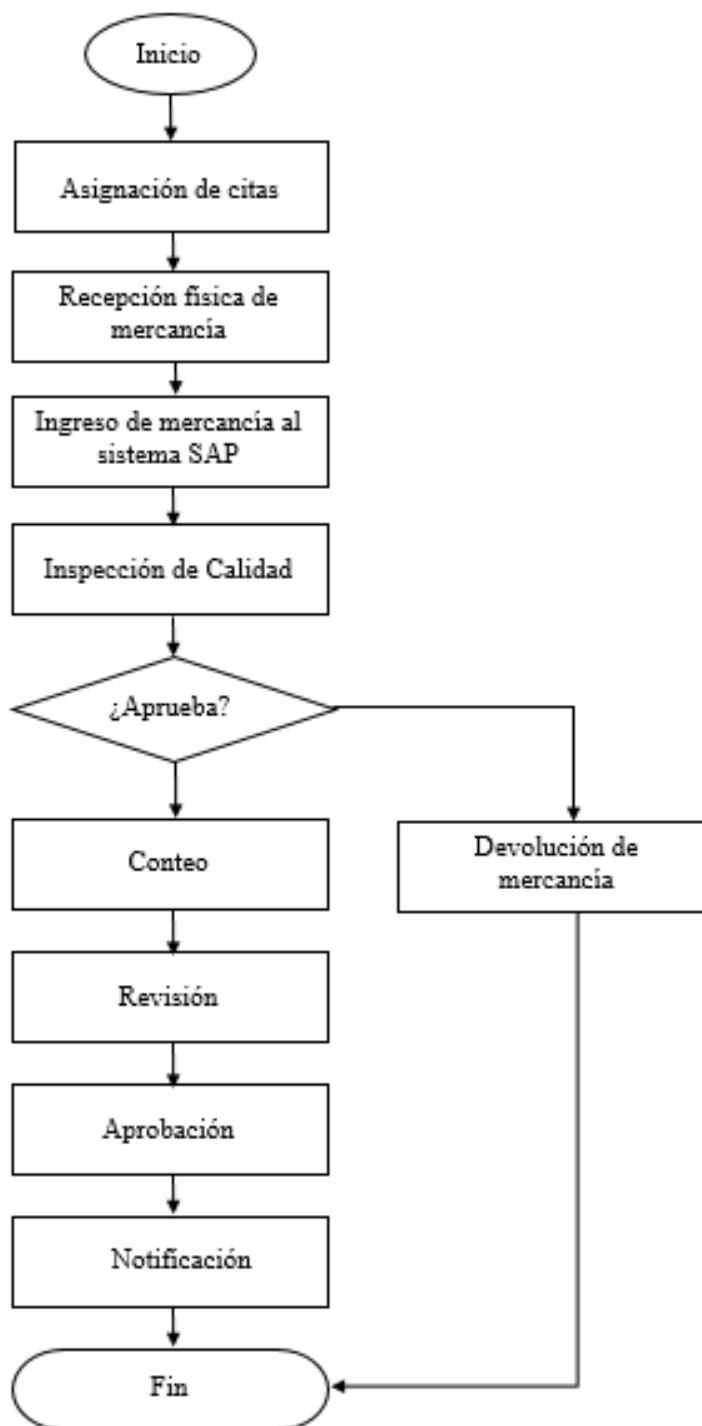 Inicio
Asignación de citas
Recepción física de
mercancía
Ingreso de mercancía al
sistema SAP
Inspección de Calidad
¿Aprueba?
Conteo
Devolución de
mercancía
Revisión
Aprobación
Notificación
Fin